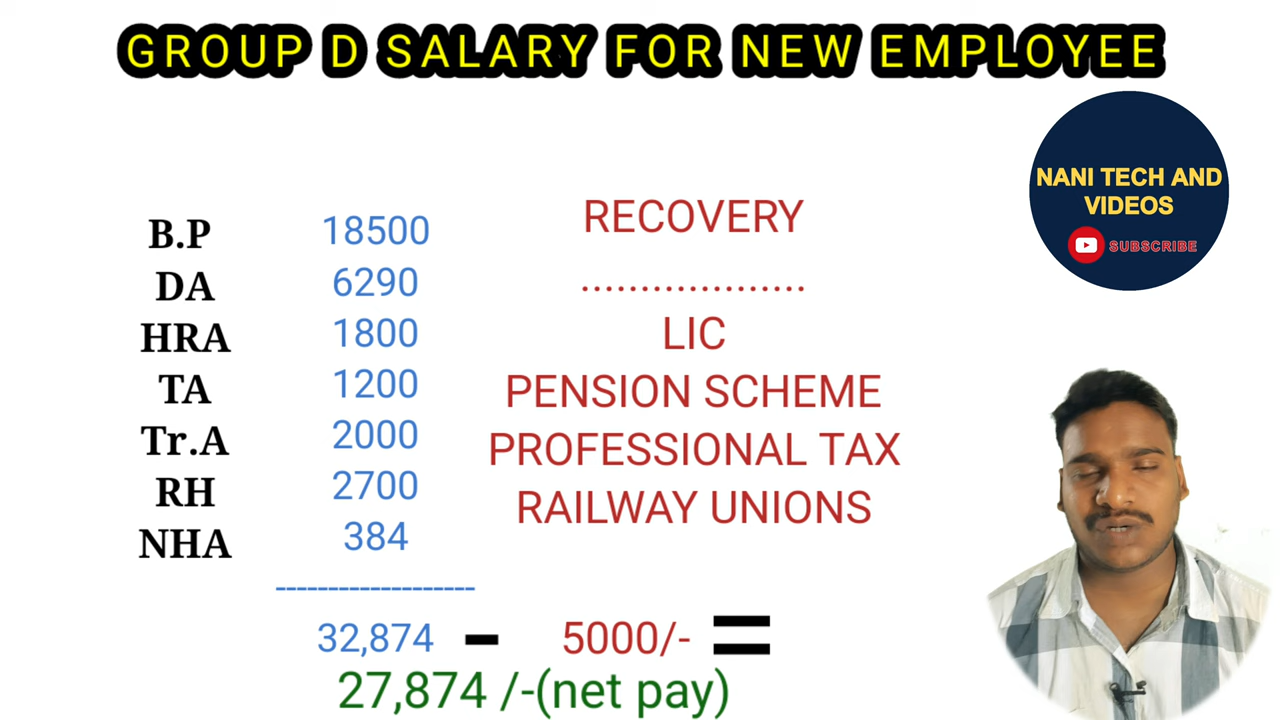 GROUP D SALARY FOR NEW EMPLOYEE
NANI TECH AND
VIDEOS
SUBSCRIBE
B.P 18500
DA 6290
HRA 1800
TA 1200
Tr.A 2000
RH 2700
NHA 384
------------------
RECOVERY
...................
LIC
PENSION SCHEME
PROFESSIONAL TAX
RAILWAY UNIONS
32,874 - 5000/- =
27,874 /-(net pay)